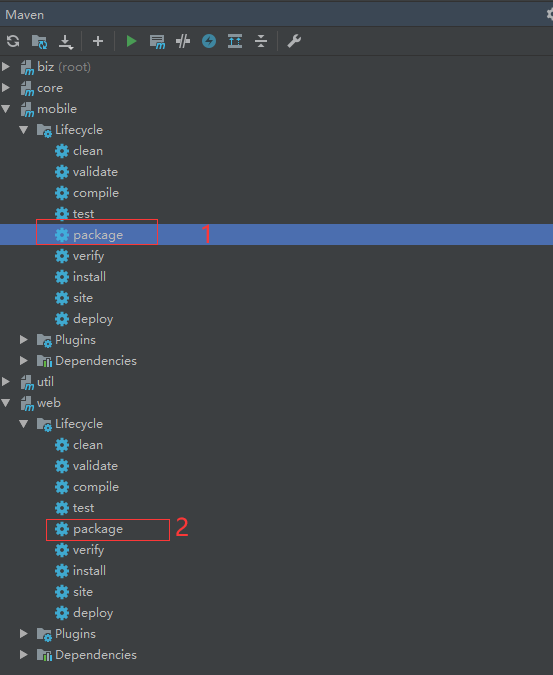 Maven
biz (root)
core
mobile
Lifecycle
clean
validate
compile
test
package 1
verify
install
site
deploy
Plugins
Dependencies
util
web
Lifecycle
clean
validate
compile
test
package 2
verify
install
site
deploy
Plugins
Dependencies